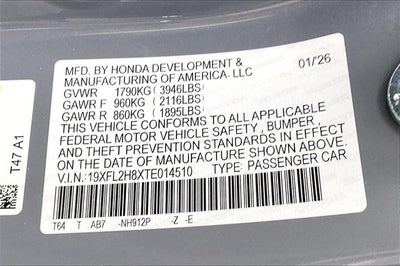 MFD. BY HONDA DEVELOPMENT &
MANUFACTURING OF AMERICA, LLC 01/'26
GVWR 1790KG (3946LBS)
GAWR F 960KG (2116LBS)
GAWR R 860KG (1895LBS)
THIS VEHICLE CONFORMS TO ALL APPLICABLE
FEDERAL MOTOR VEHICLE SAFETY , BUMPER ,
AND THEFT PREVENTION STANDARDS IN EFFECT ON
THE DATE OF MANUFACTURE SHOWN ABOVE.
V.I.N.: 19XFL2H8XTE014510 TYPE: PASSENGER CAR
T64 T AB7 -NH912P -Z -E
T47 A1